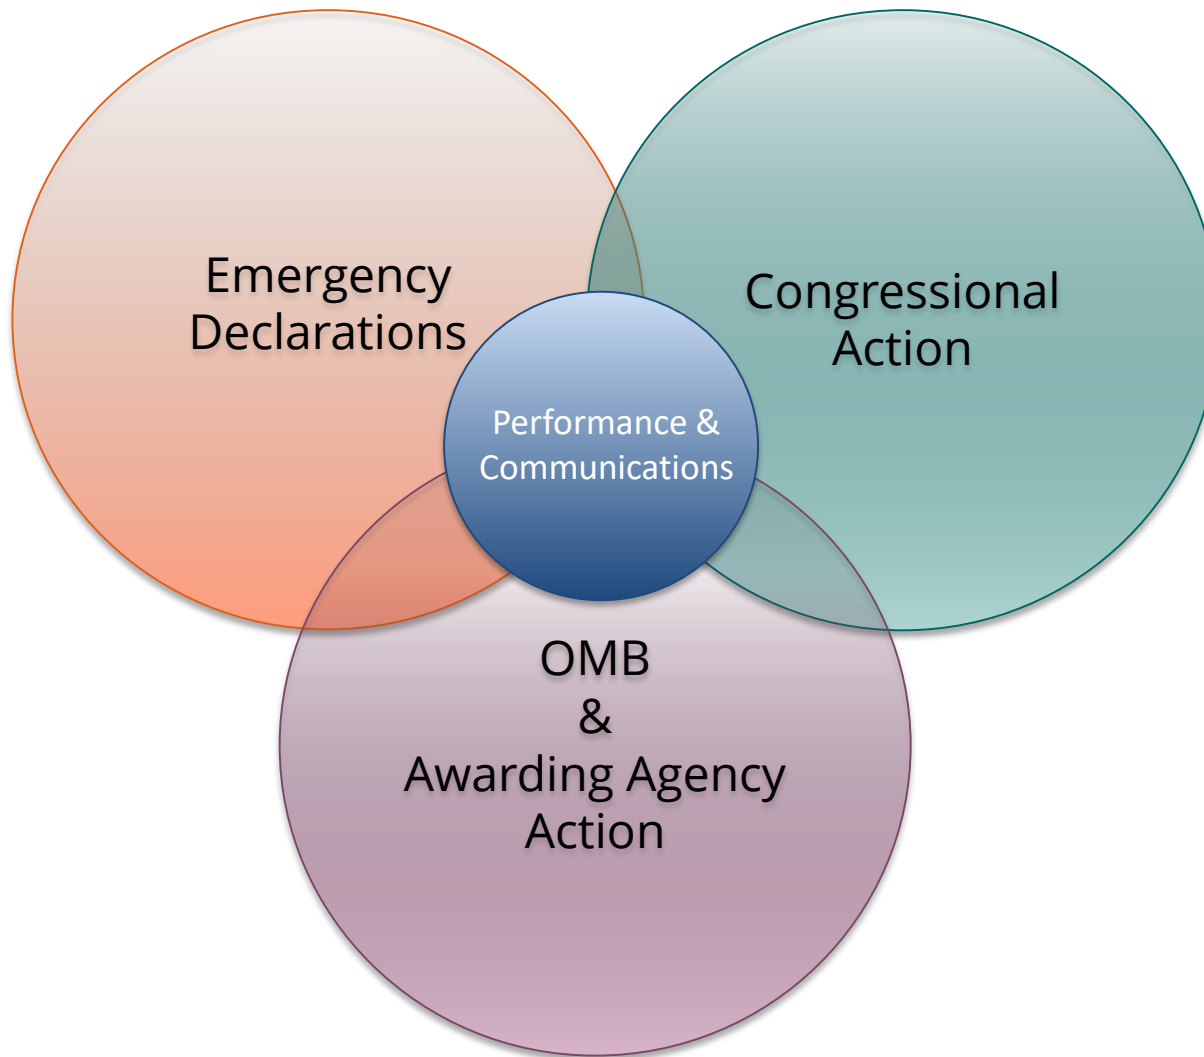 Emergency
Declarations
Congressional
Action
Performance &
Communications
OMB
&
Awarding Agency
Action